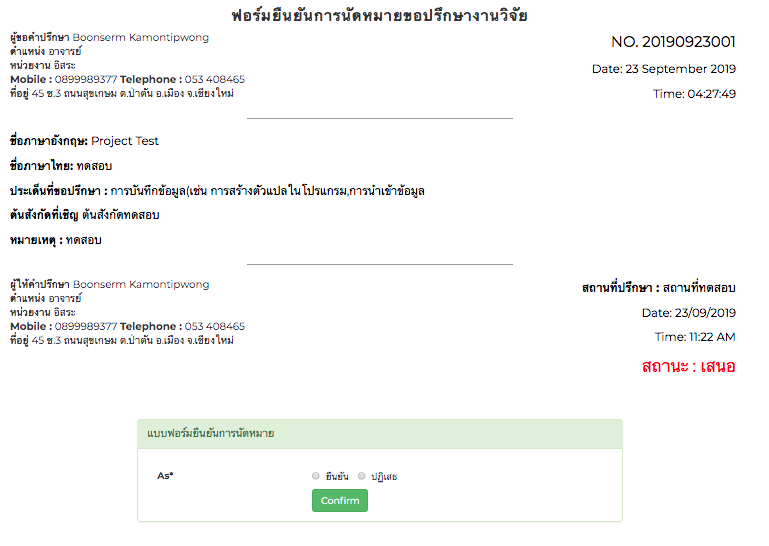 ฟอร์มยืนยันการนัดหมายขอปรึกษางานวิจัย
ผู้ขอคำปรึกษา Boonserm Kamontipwong
ตำแหน่ง อาจารย์
หน่วยงาน อิสระ
Mobile : 0899989377 Telephone : 053 408465
ที่อยู่ 45 ซ.3 ถนนสุขเกษม ต.ป่าตัน อ.เมือง จ.เชียงใหม่
NO. 20190923001
Date: 23 September 2019
Time: 04:27:49
ชื่อภาษาอังกฤษ: Project Test
ชื่อภาษาไทย: ทดสอบ
ประเด็นที่ขอปรึกษา : การบันทึกข้อมูล(เช่น การสร้างตัวแปลในโปรแกรม,การนำเข้าข้อมูล
ต้นสังกัดที่เชิญ ต้นสังกัดทดสอบ
หมายเหตุ : ทดสอบ
ผู้ให้คำปรึกษา Boonserm Kamontipwong
ตำแหน่ง อาจารย์
หน่วยงาน อิสระ
Mobile : 0899989377 Telephone : 053 408465
ที่อยู่ 45 ซ.3 ถนนสุขเกษม ต.ป่าตัน อ.เมือง จ.เชียงใหม่
สถานที่ปรึกษา : สถานที่ทดสอบ
Date: 23/09/2019
Time: 11:22 AM
สถานะ : เสนอ
แบบฟอร์มยืนยันการนัดหมาย
As* ยืนยัน ปฏิเสธ
Confirm